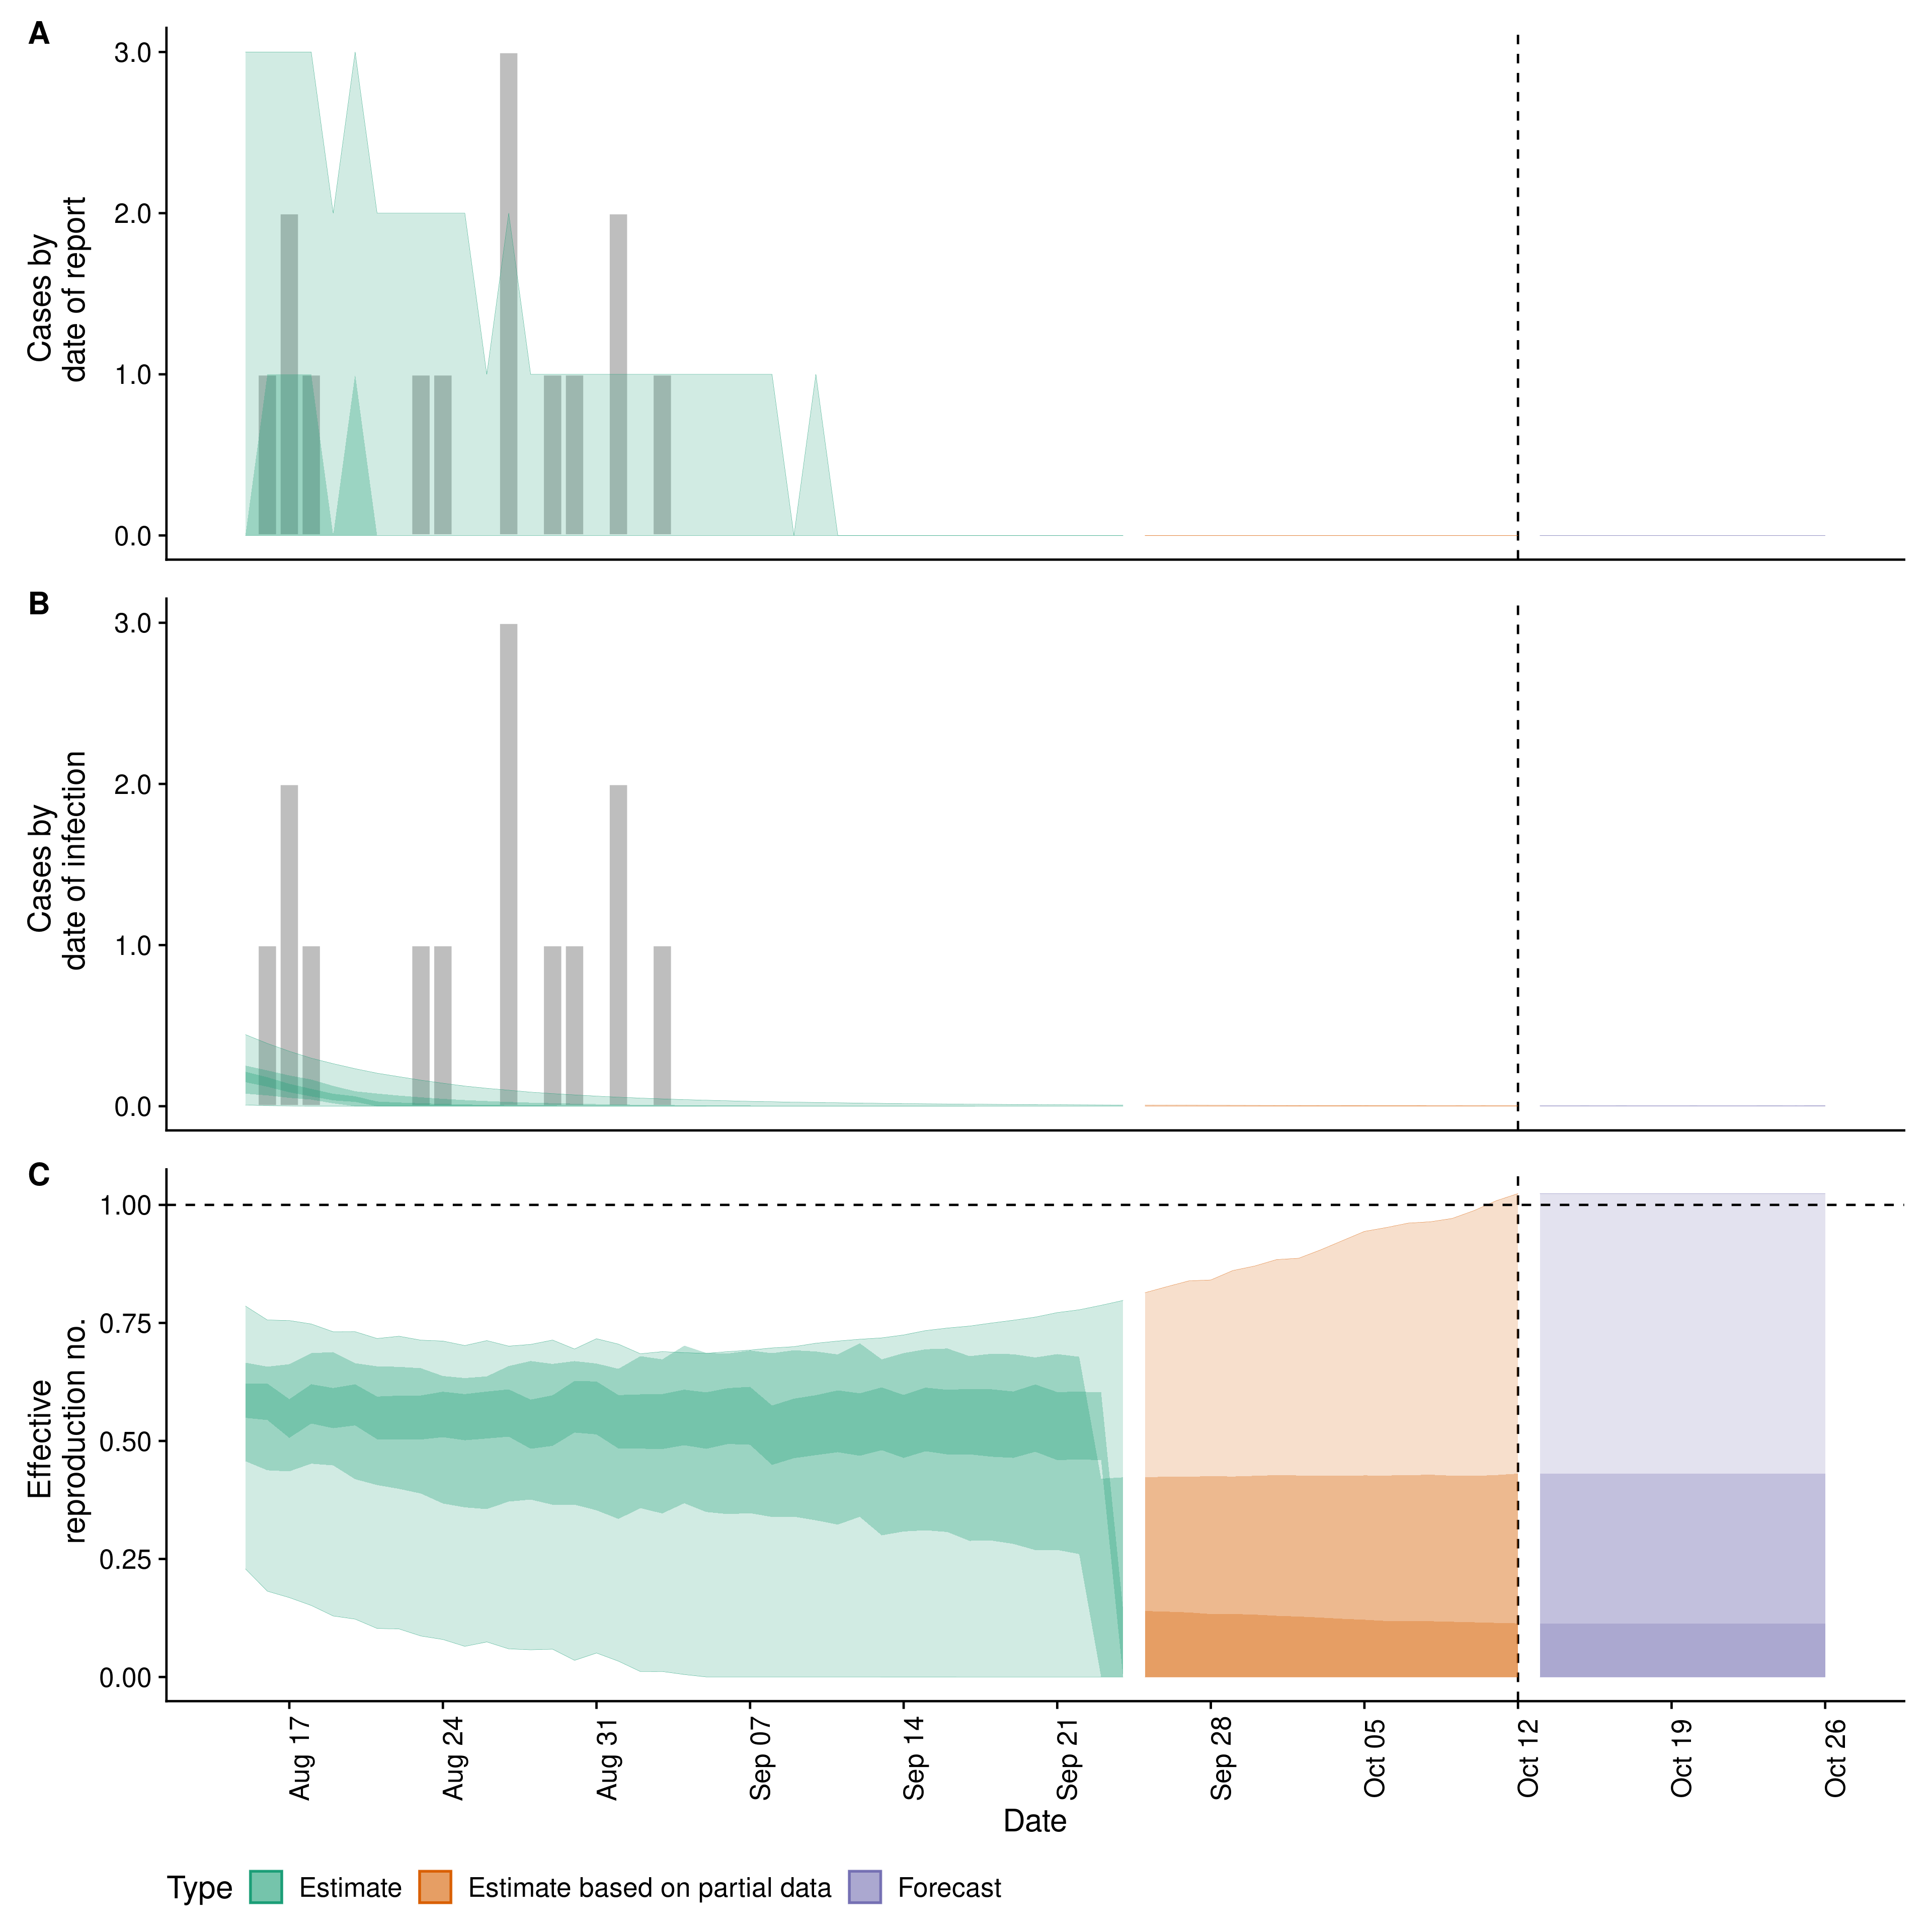 A
3.0
2.0
1.0
0.0
Cases by
date of report
B
3.0
2.0
1.0
0.0
Cases by
date of infection
C
1.00
0.75
0.50
0.25
0.00
Effective
reproduction no.
Aug 17
Aug 24
Aug 31
Sep 07
Sep 14
Sep 21
Sep 28
Oct 05
Oct 12
Oct 19
Oct 26
Date
Type Estimate Estimate based on partial data Forecast